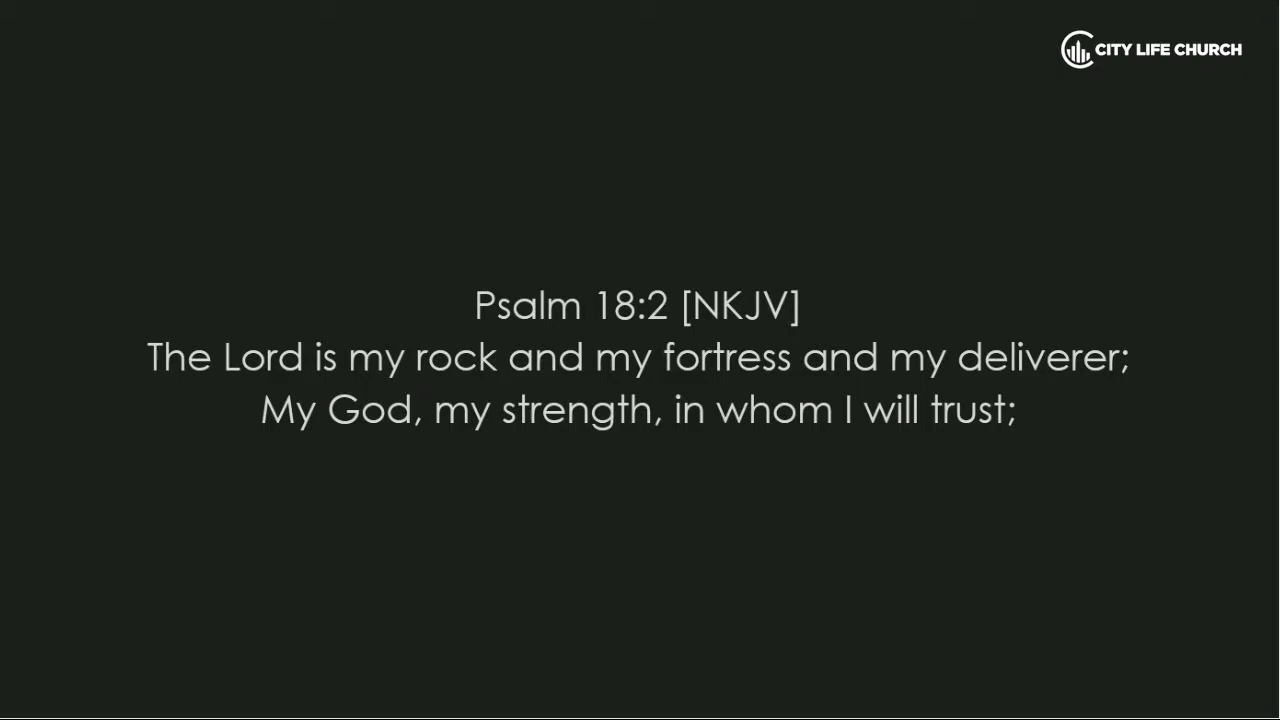 CITY LIFE CHURCH
Psalm 18:2 [NKJV]
The Lord is my rock and my fortress and my deliverer;
My God, my strength, in whom I will trust;